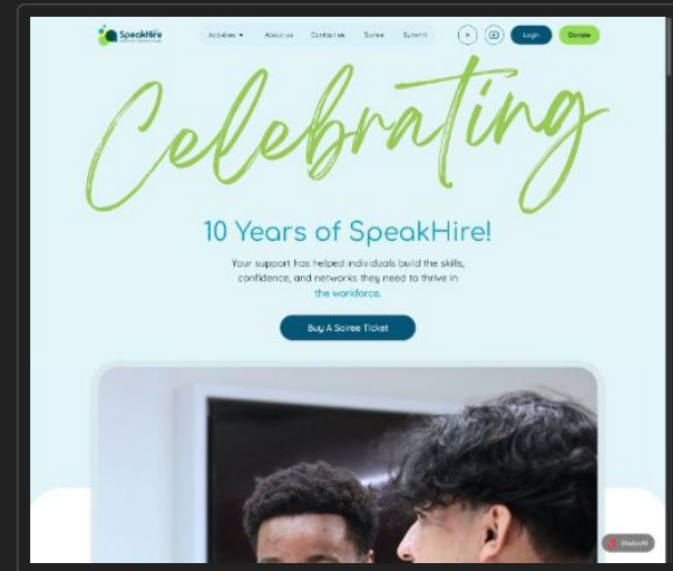 SpeakHire
Activities
About us
Contact us
Soiree
Summit
Login
Donate
Celebrating
10 Years of SpeakHire!
Your support has helped individuals build the skills,
confidence, and networks they need to thrive in
the workforce.
Buy A Soiree Ticket